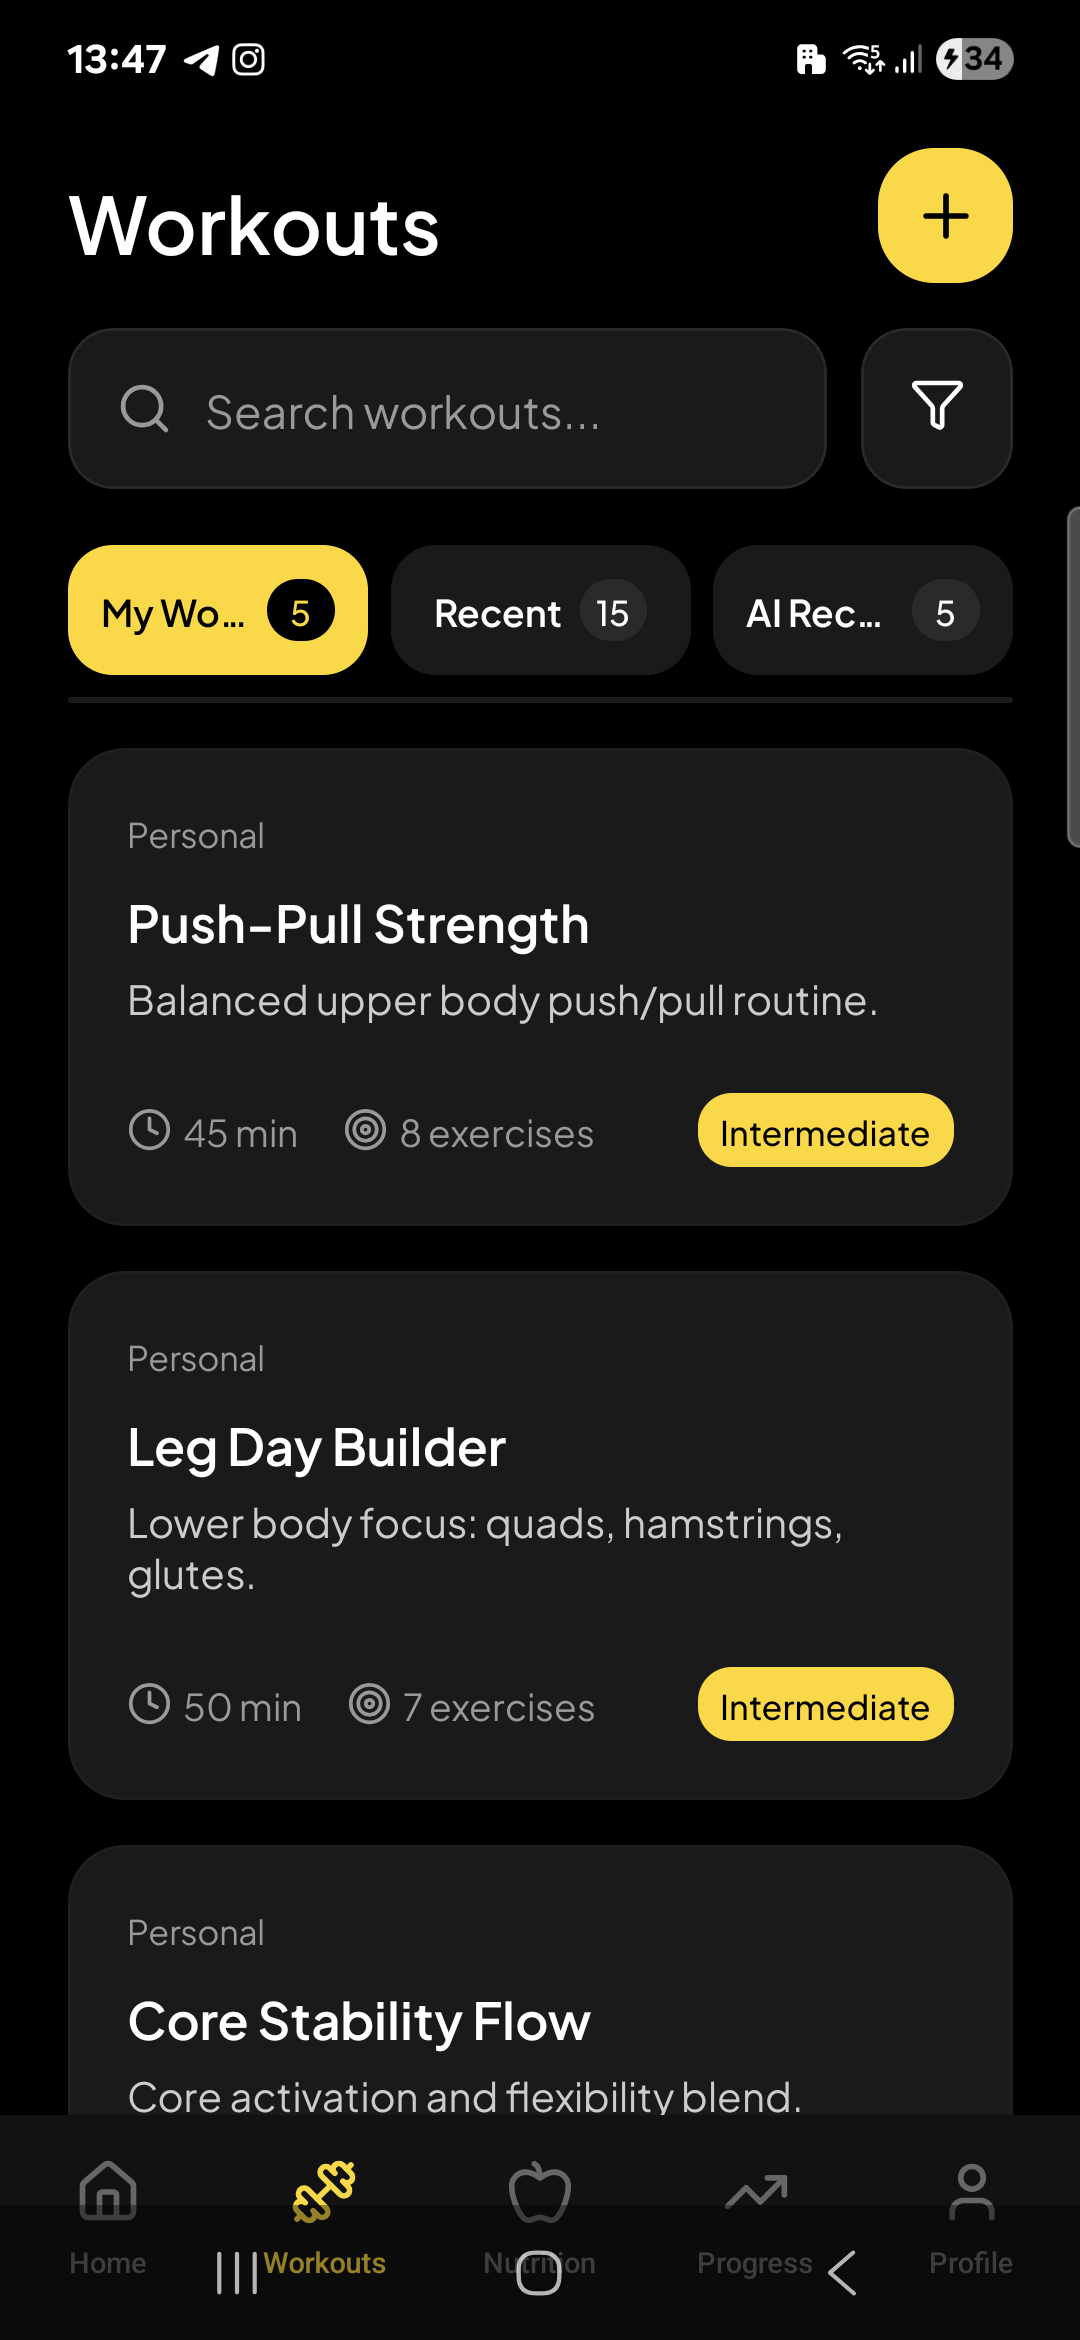 13:47
5
34
Workouts
Search workouts...
My Wo... 5
Recent 15
AI Rec... 5
Personal
Push-Pull Strength
Balanced upper body push/pull routine.
45 min 8 exercises Intermediate
Personal
Leg Day Builder
Lower body focus: quads, hamstrings,
glutes.
50 min 7 exercises Intermediate
Personal
Core Stability Flow
Core activation and flexibility blend.
Home Workouts Nutrition Progress Profile